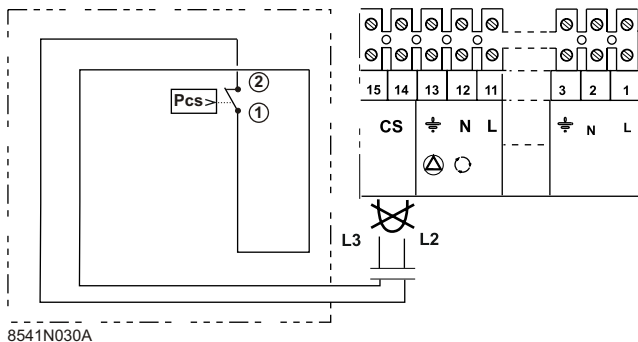 15 14 13 12 11 3 2 1
CS N L N L
② 
Pcs >
①
L3 L2
8541N030A